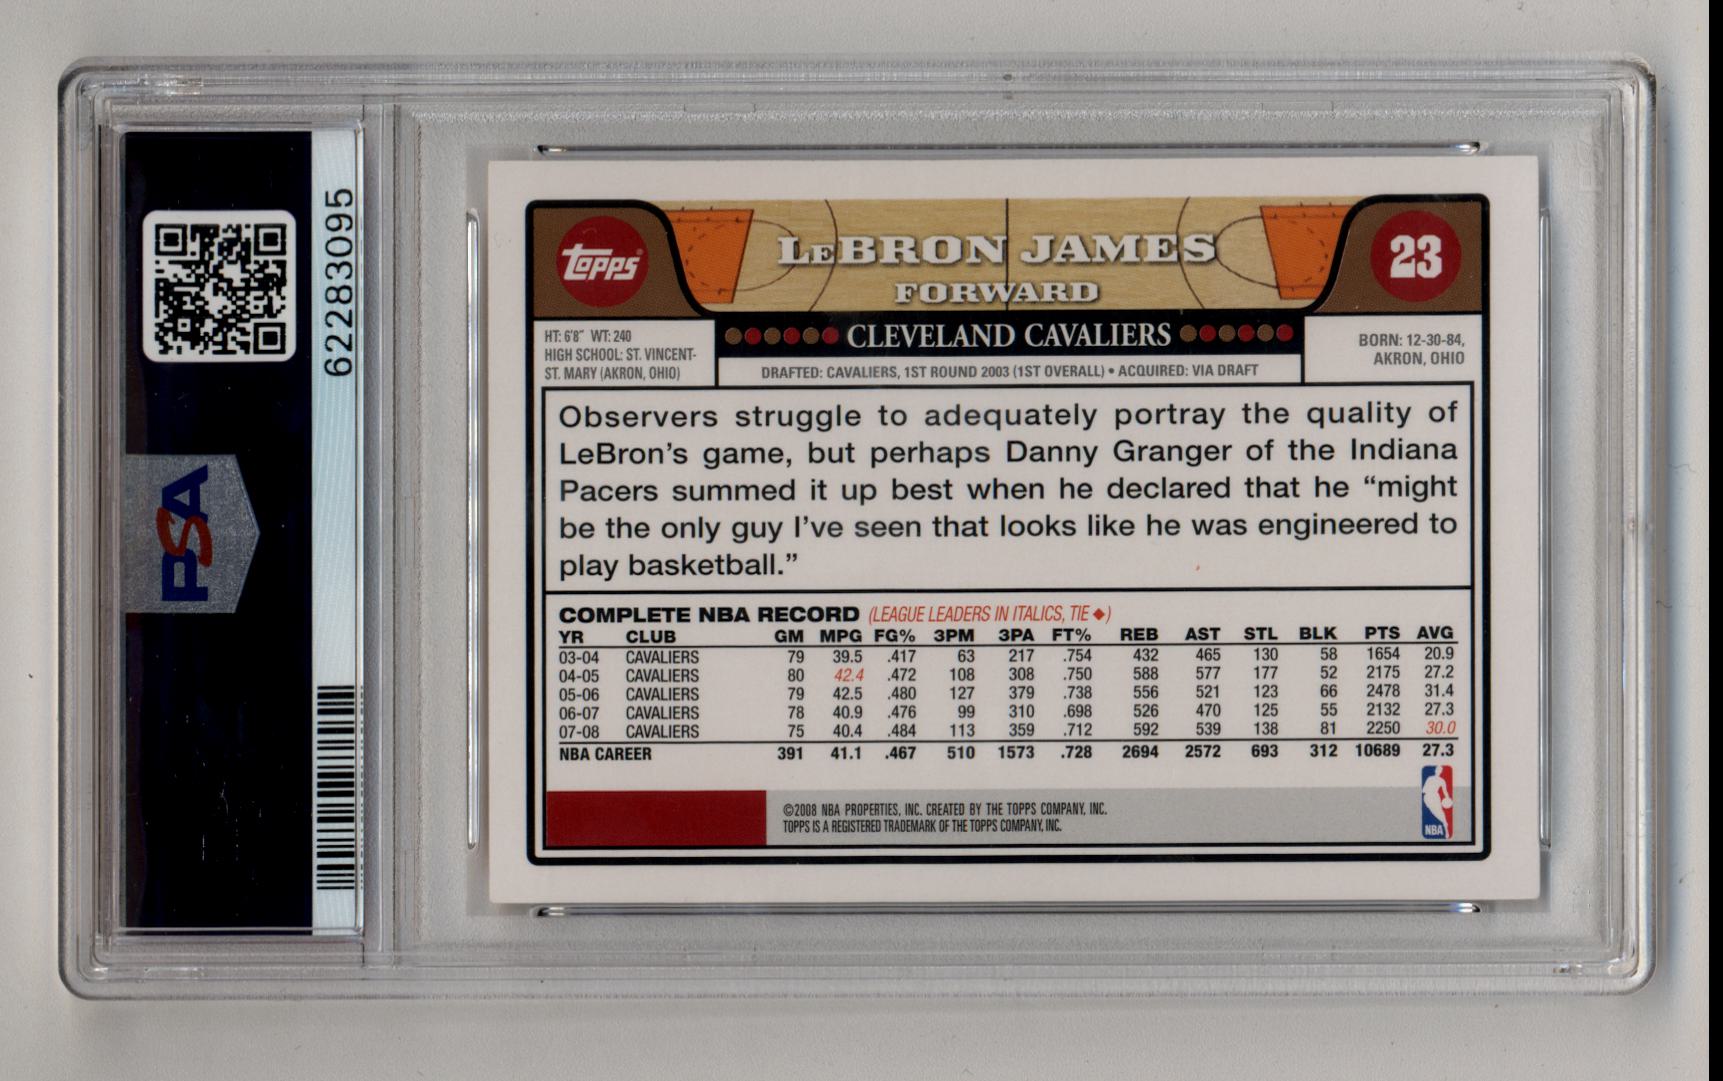 62283095
PSA
TOPPS
LeBRON JAMES
FORWARD
23
HT: 6'8" WT: 240
HIGH SCHOOL: ST. VINCENT-
ST. MARY (AKRON, OHIO)
CLEVELAND CAVALIERS
DRAFTED: CAVALIERS, 1ST ROUND 2003 (1ST OVERALL) • ACQUIRED: VIA DRAFT
BORN: 12-30-84,
AKRON, OHIO
Observers struggle to adequately portray the quality of
LeBron's game, but perhaps Danny Granger of the Indiana
Pacers summed it up best when he declared that he “might
be the only guy I've seen that looks like he was engineered to
play basketball.”
COMPLETE NBA RECORD (LEAGUE LEADERS IN ITALICS, TIE ◆)
YR CLUB GM MPG FG% 3PM 3PA FT% REB AST STL BLK PTS AVG
03-04 CAVALIERS 79 39.5 .417 63 217 .754 432 465 130 58 1654 20.9
04-05 CAVALIERS 80 42.4 .472 108 308 .750 588 577 177 52 2175 27.2
05-06 CAVALIERS 79 42.5 .480 127 379 .738 556 521 123 66 2478 31.4
06-07 CAVALIERS 78 40.9 .476 99 310 .698 526 470 125 55 2132 27.3
07-08 CAVALIERS 75 40.4 .484 113 359 .712 592 539 138 81 2250 30.0
NBA CAREER 391 41.1 .467 510 1573 .728 2694 2572 693 312 10689 27.3
©2008 NBA PROPERTIES, INC. CREATED BY THE TOPPS COMPANY, INC.
TOPPS IS A REGISTERED TRADEMARK OF THE TOPPS COMPANY, INC.
NBA